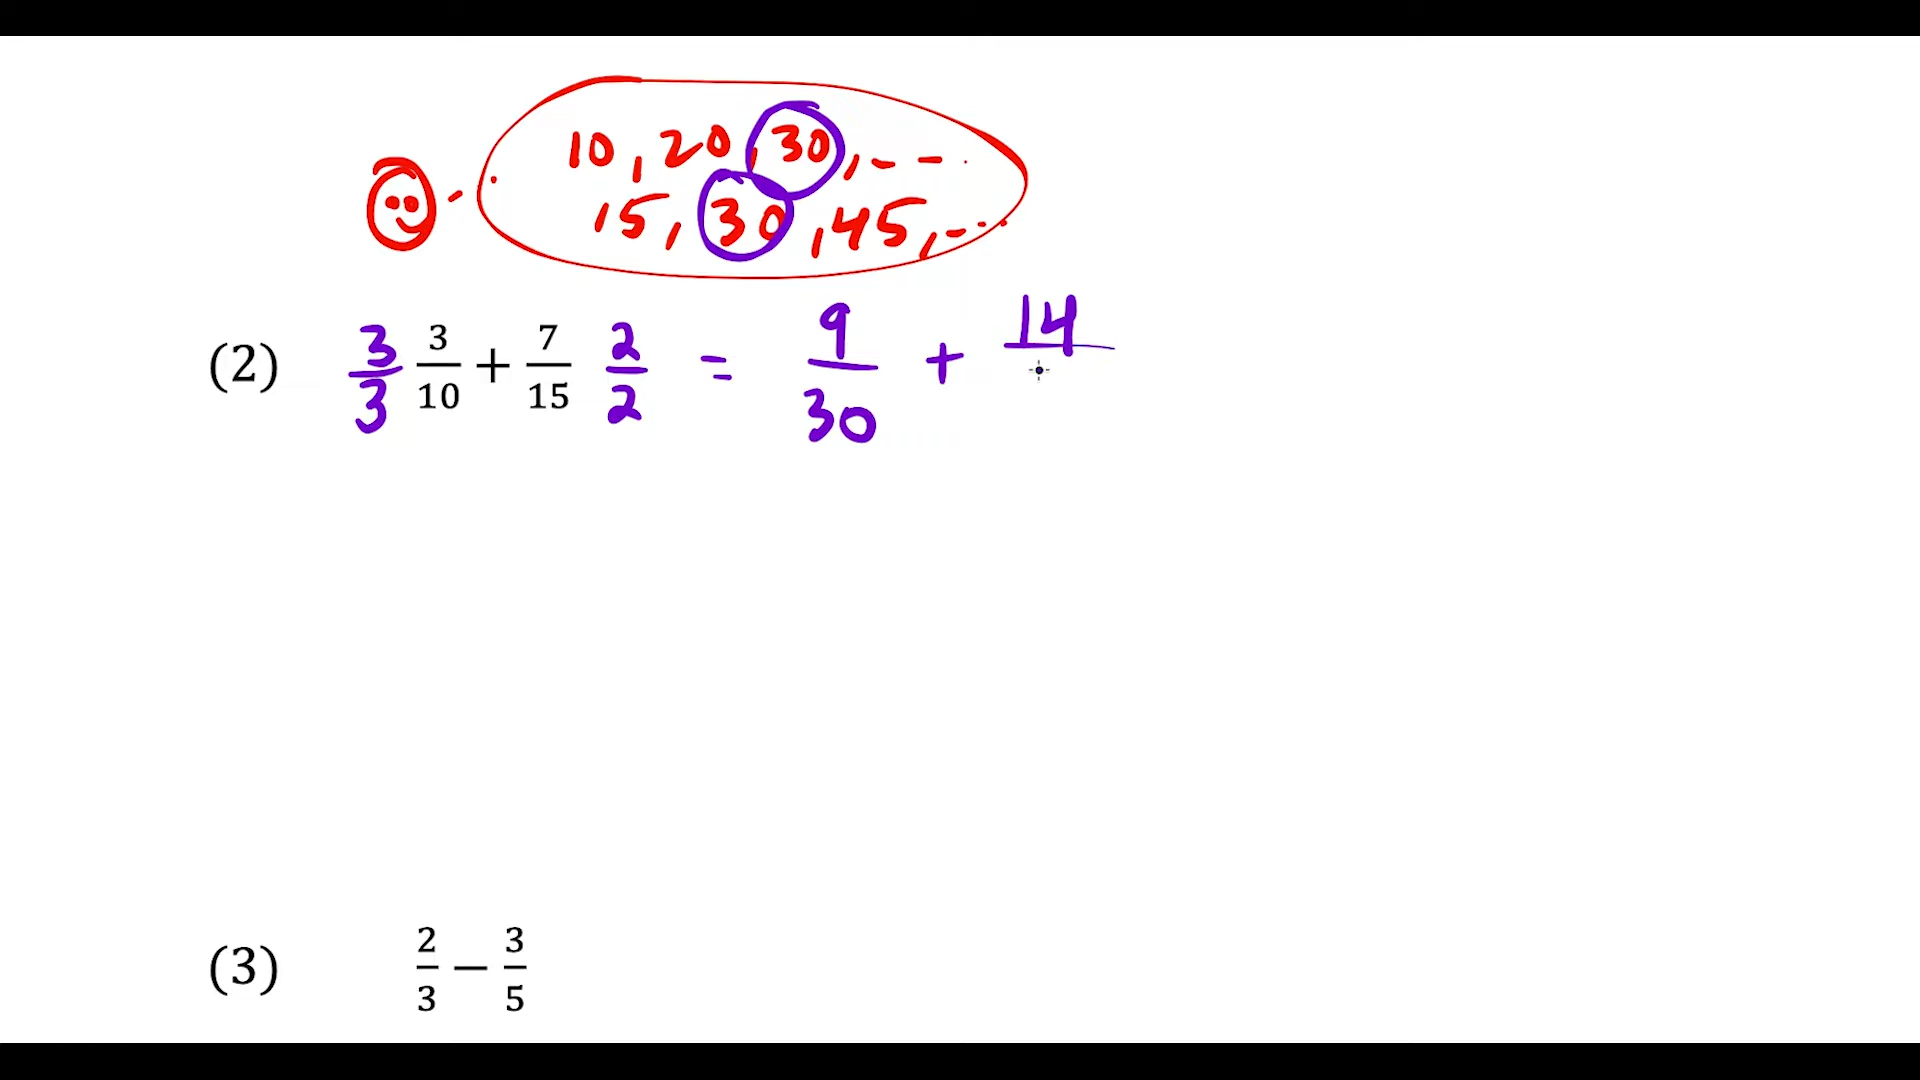 10, 20, 30, - - .
15, 30, 45, - . . .
(2) 3/3 3/10 + 7/15 2/2 = 9/30 + 14/
(3) 2/3 − 3/5